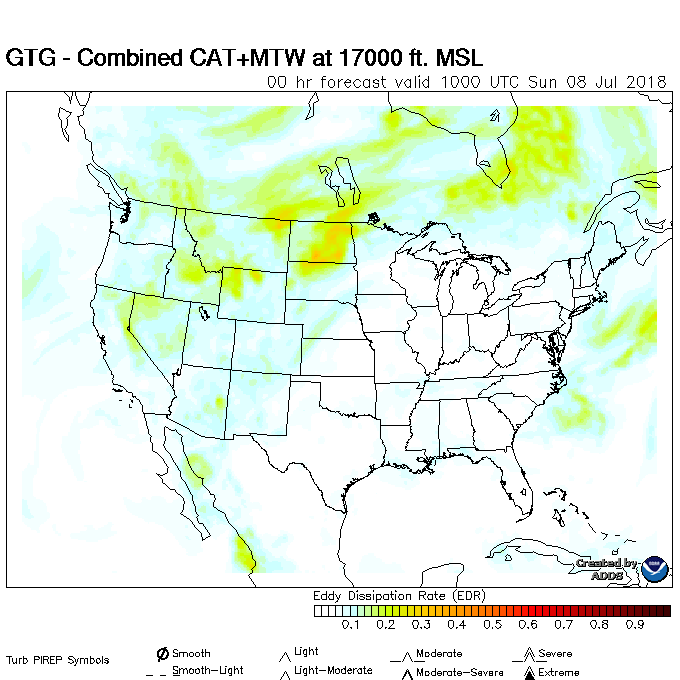 GTG - Combined CAT+MTW at 17000 ft. MSL
00 hr forecast valid 1000 UTC Sun 08 Jul 2018
Created by
ADDS
Eddy Dissipation Rate (EDR)
0.1 0.2 0.3 0.4 0.5 0.6 0.7 0.8 0.9
Turb PIREP Symbols
Smooth Light Moderate Severe
Smooth-Light Light-Moderate Moderate-Severe Extreme